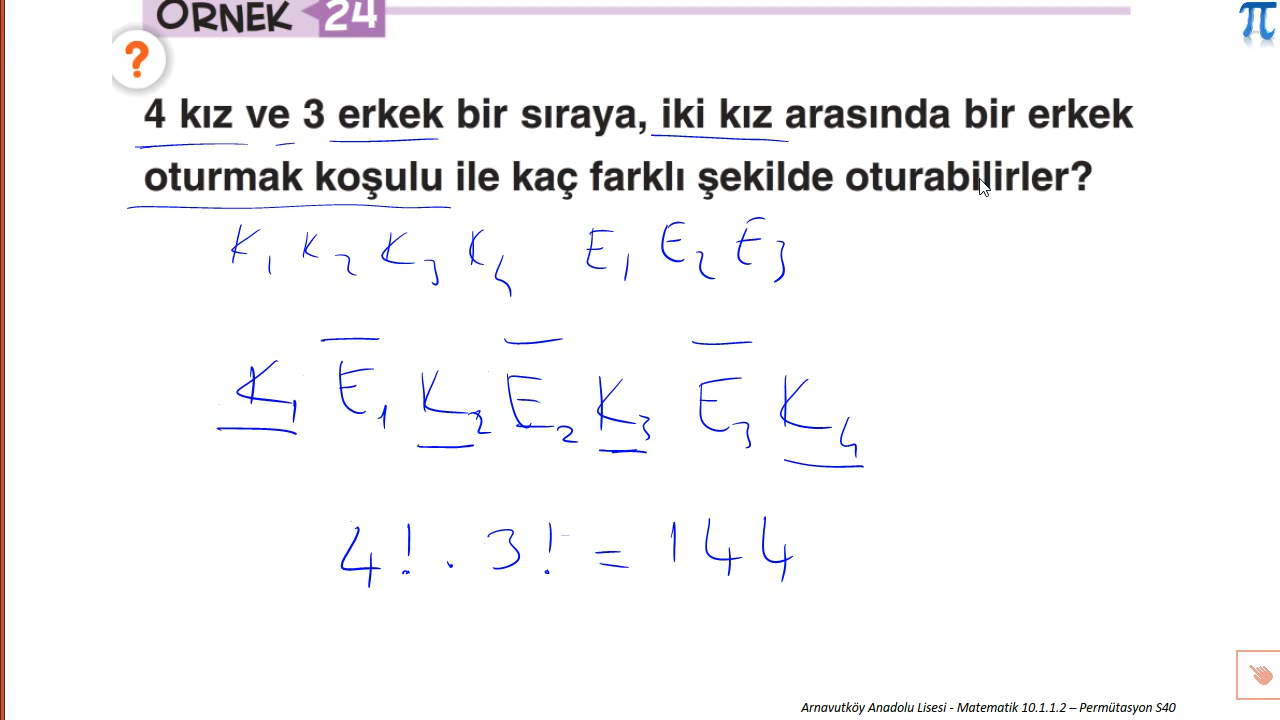 ÖRNEK 24
?
π
4 kız ve 3 erkek bir sıraya, iki kız arasında bir erkek
oturmak koşulu ile kaç farklı şekilde oturabilirler?
K₁ K₂ K₃ K₄ E₁ E₂ E₃
K₁ E₁ K₂ E₂ K₃ E₃ K₄
4! . 3! = 144
Arnavutköy Anadolu Lisesi - Matematik 10.1.1.2 – Permütasyon S40